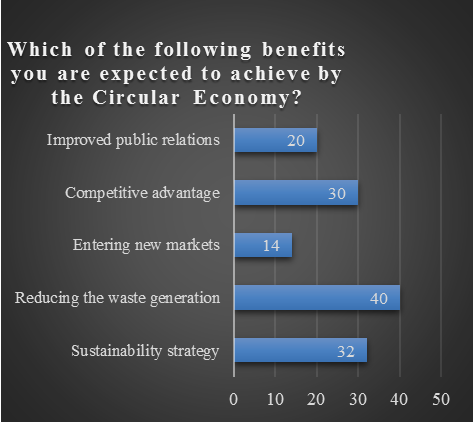 Which of the following benefits
you are expected to achieve by
the Circular Economy?
Improved public relations 20
Competitive advantage 30
Entering new markets 14
Reducing the waste generation 40
Sustainability strategy 32
0 10 20 30 40 50